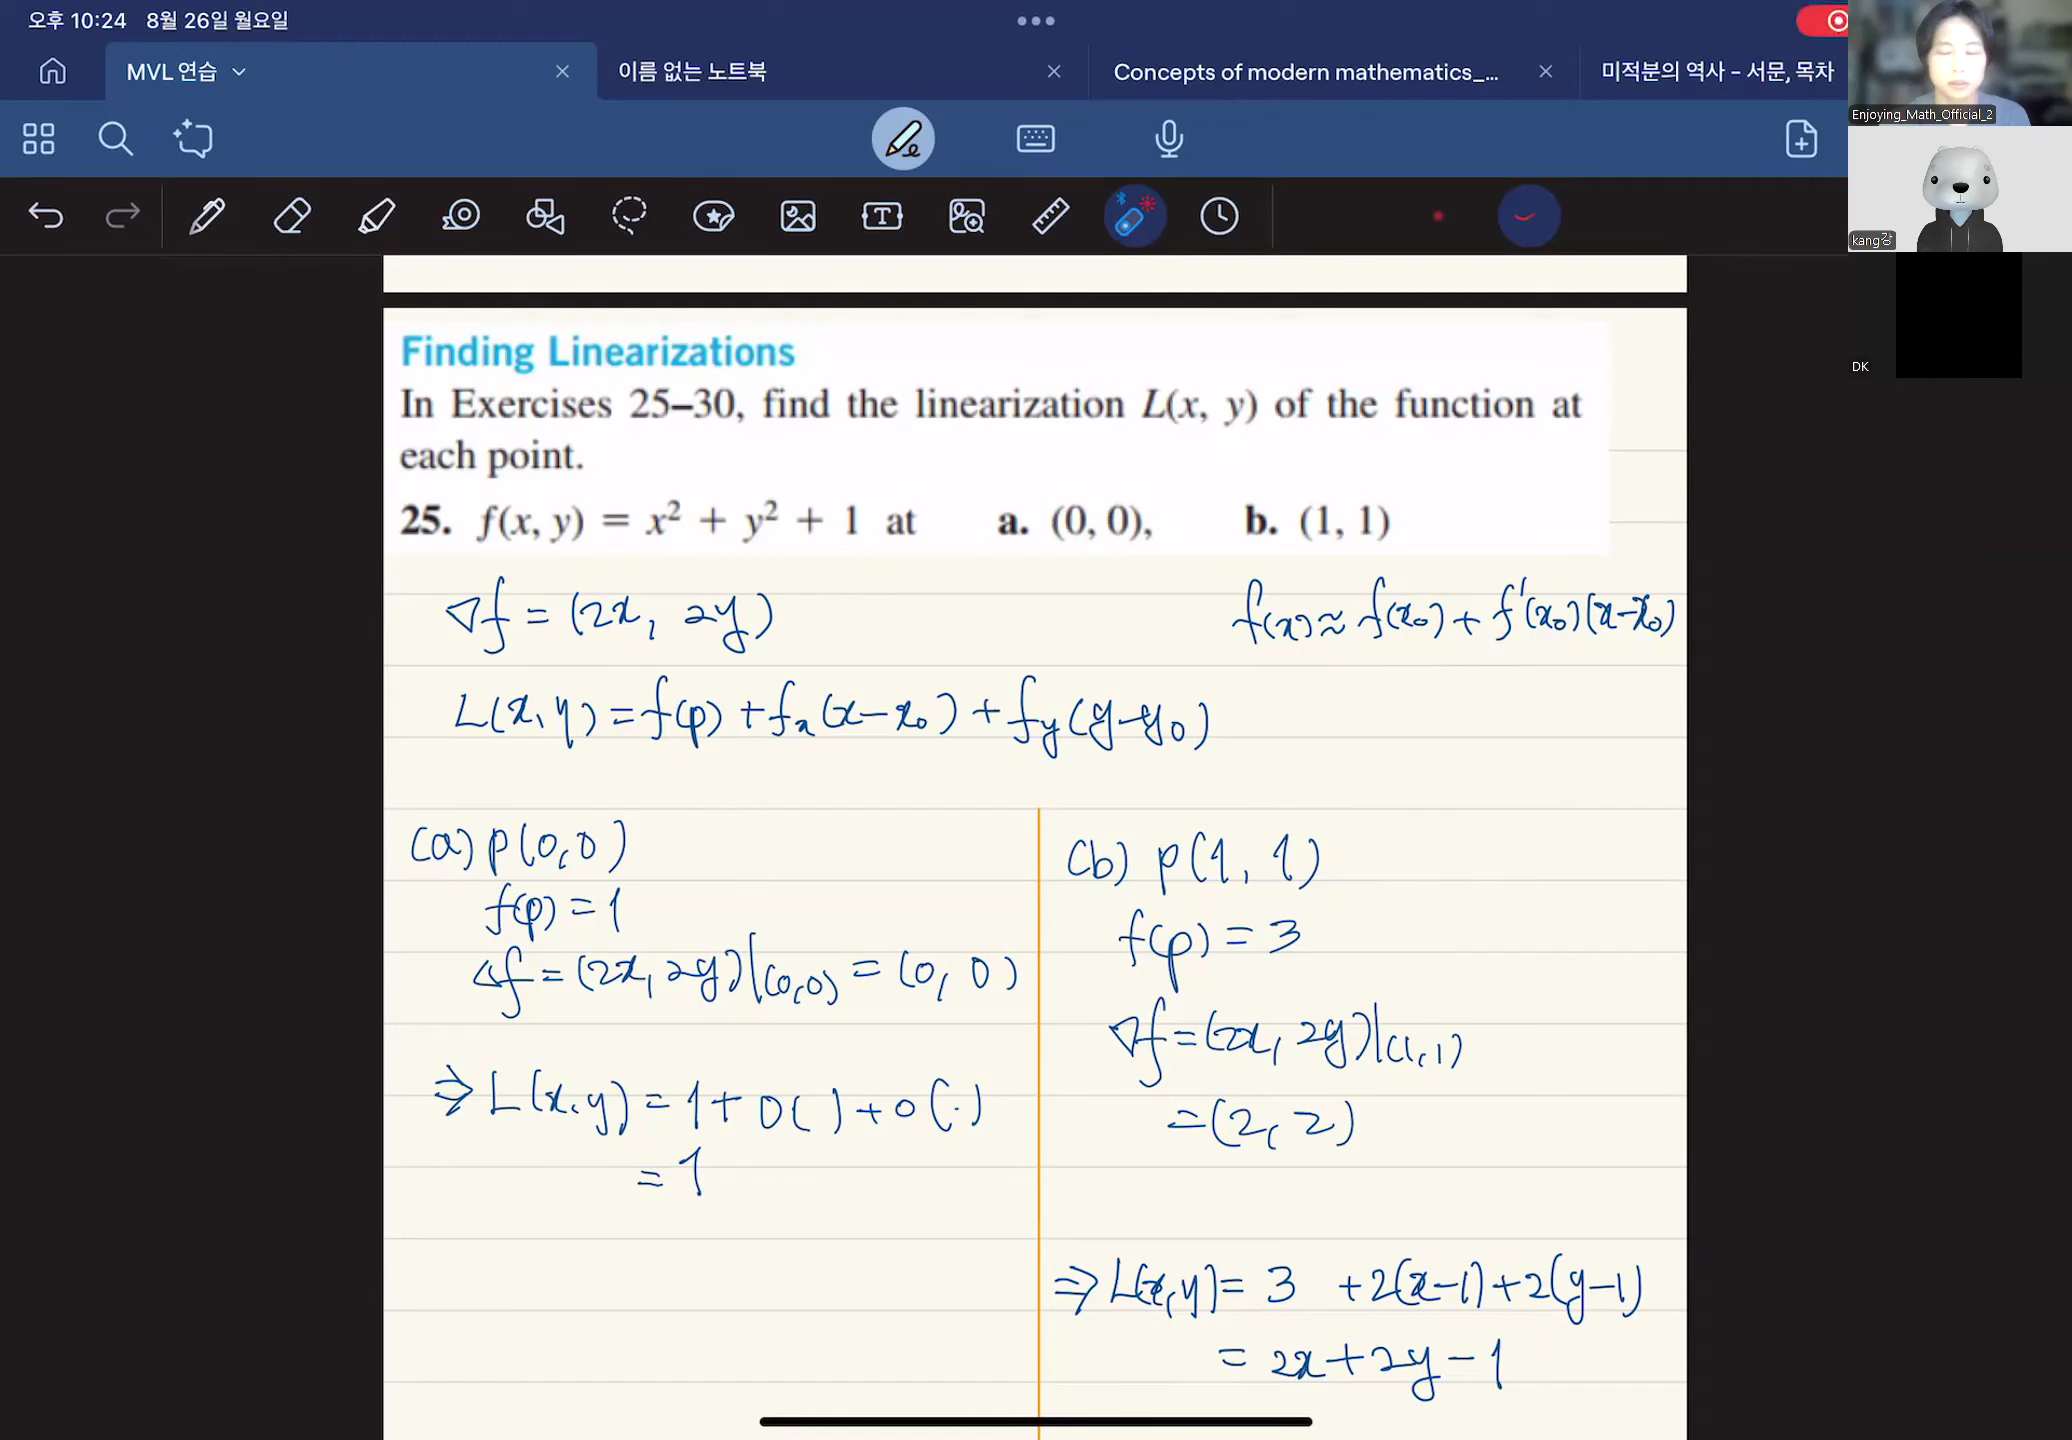 오후 10:24 8월 26일 월요일
MVL 연습
이름 없는 노트북
Concepts of modern mathematics_...
미적분의 역사 - 서문, 목차
Enjoying_Math_Official_2
kang강
DK
Finding Linearizations
In Exercises 25–30, find the linearization L(x, y) of the function at
each point.
25. f(x, y) = x² + y² + 1 at a. (0, 0), b. (1, 1)
∇f = (2x, 2y)
f(x) ≈ f(x₀) + f'(x₀)(x-x₀)
L(x, y) = f(p) + fₓ(x-x₀) + f_y(y-y₀)
(a) p(0, 0)
f(p) = 1
∇f = (2x, 2y)|(0,0) = (0, 0)
⇒ L(x, y) = 1 + 0( ) + 0(·)
= 1
(b) p(1, 1)
f(p) = 3
∇f = (2x, 2y)|(1,1)
= (2, 2)
⇒ L(x, y) = 3 + 2(x-1) + 2(y-1)
= 2x + 2y - 1